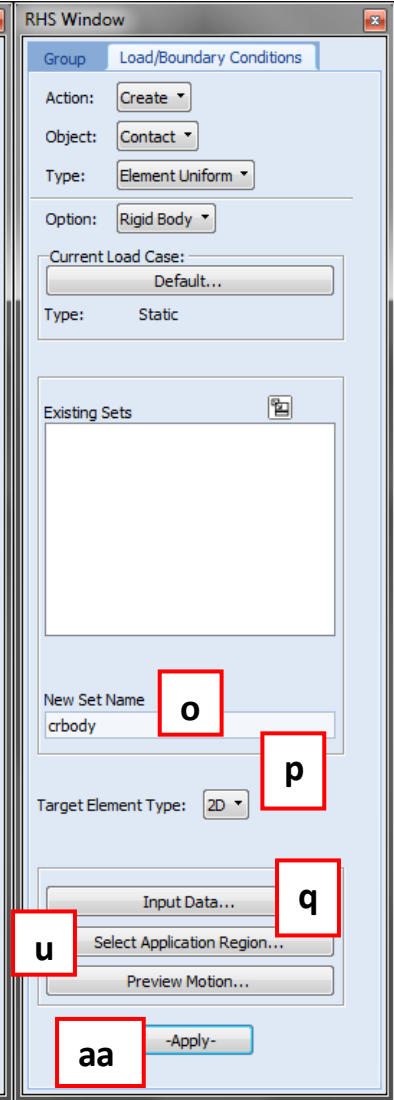 RHS Window
Group Load/Boundary Conditions
Action: Create
Object: Contact
Type: Element Uniform
Option: Rigid Body
Current Load Case:
Default...
Type: Static
Existing Sets
New Set Name
o
crbody
p
Target Element Type: 2D
Input Data...
q
u
Select Application Region...
Preview Motion...
aa
-Apply-